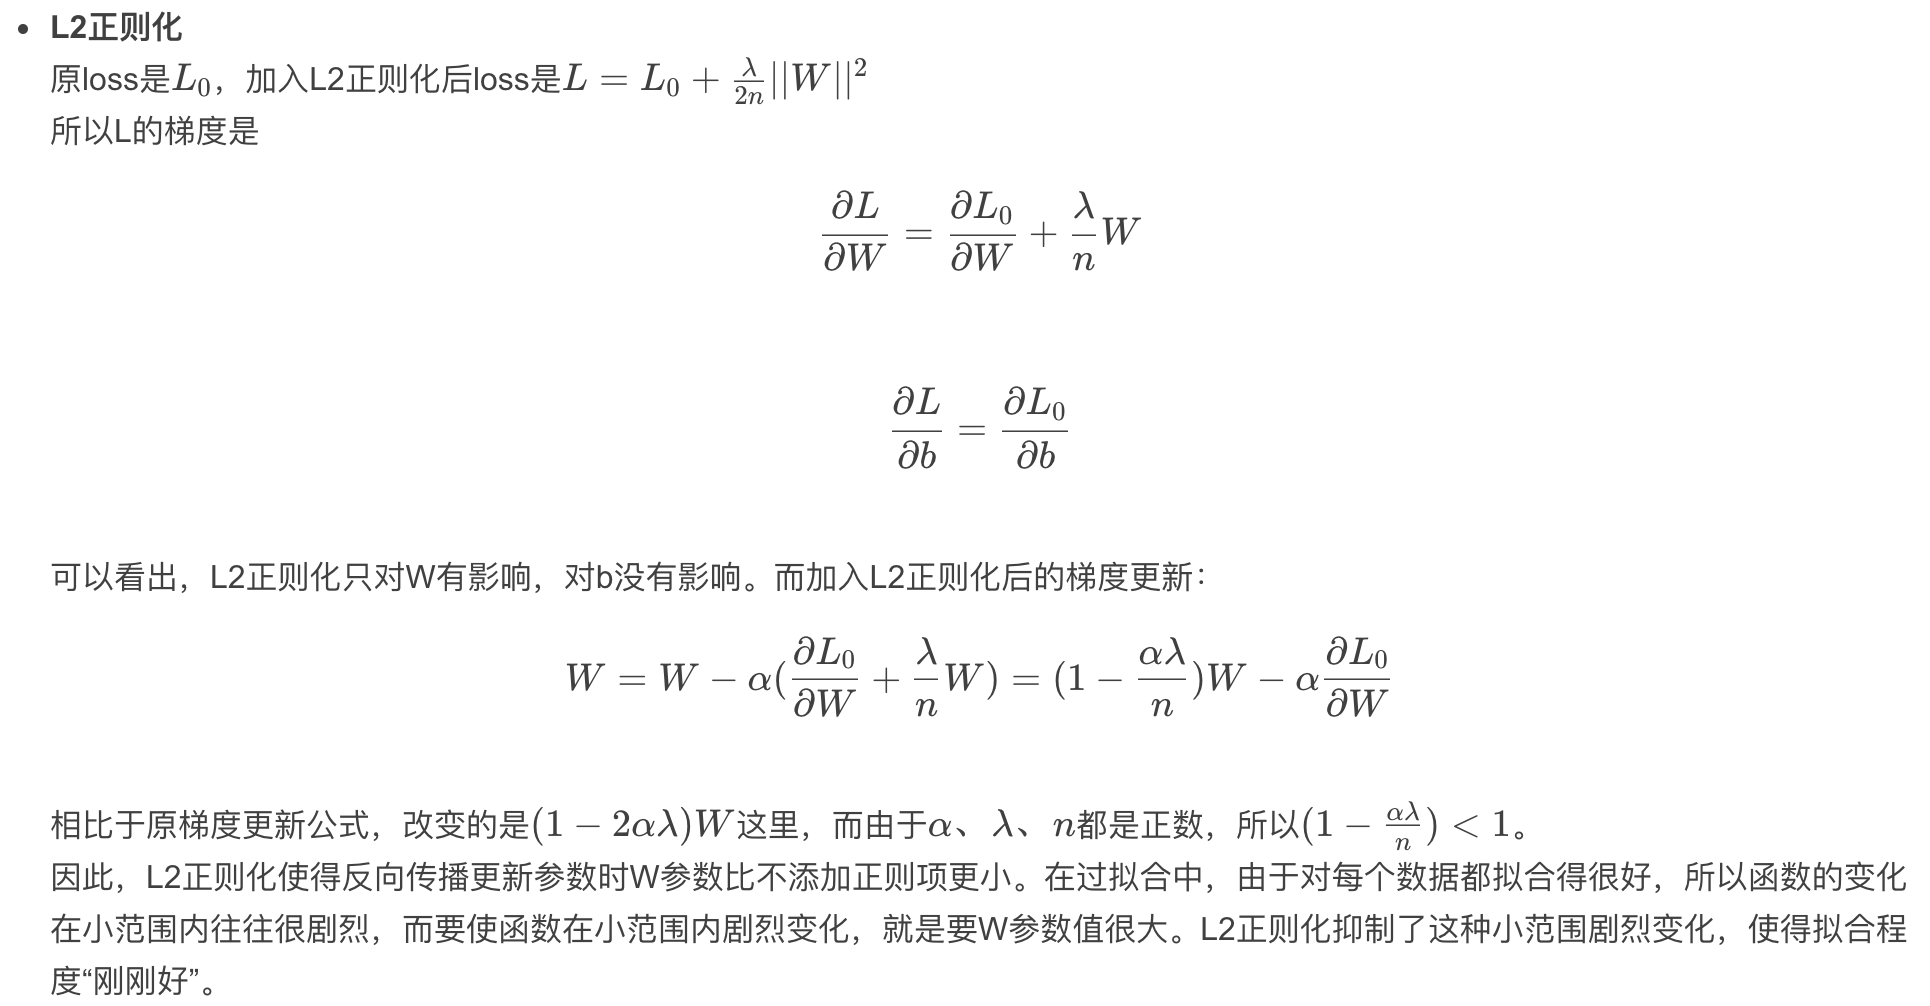 • L2正则化
原loss是$L_0$，加入L2正则化后loss是$L = L_0 + \frac{\lambda}{2n}||W||^2$
所以L的梯度是
$\frac{\partial L}{\partial W} = \frac{\partial L_0}{\partial W} + \frac{\lambda}{n}W$
$\frac{\partial L}{\partial b} = \frac{\partial L_0}{\partial b}$
可以看出，L2正则化只对W有影响，对b没有影响。而加入L2正则化后的梯度更新：
$W = W - \alpha(\frac{\partial L_0}{\partial W} + \frac{\lambda}{n}W) = (1 - \frac{\alpha\lambda}{n})W - \alpha\frac{\partial L_0}{\partial W}$
相比于原梯度更新公式，改变的是$(1 - 2\alpha\lambda)W$这里，而由于$\alpha$、$\lambda$、$n$都是正数，所以$(1 - \frac{\alpha\lambda}{n}) < 1$。
因此，L2正则化使得反向传播更新参数时W参数比不添加正则项更小。在过拟合中，由于对每个数据都拟合得很好，所以函数的变化
在小范围内往往很剧烈，而要使函数在小范围内剧烈变化，就是要W参数值很大。L2正则化抑制了这种小范围剧烈变化，使得拟合程
度“刚刚好”。